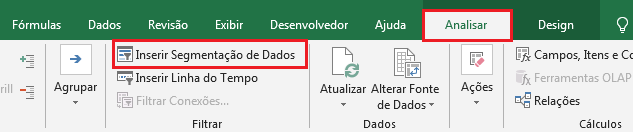 Fórmulas Dados Revisão Exibir Desenvolvedor Ajuda Analisar Design
rill
Agrupar
Inserir Segmentação de Dados
Inserir Linha do Tempo
Filtrar Conexões...
Filtrar
Atualizar
Alterar Fonte
de Dados
Dados
Ações
Campos, Itens e Co
Ferramentas OLAP
Relações
Cálculos